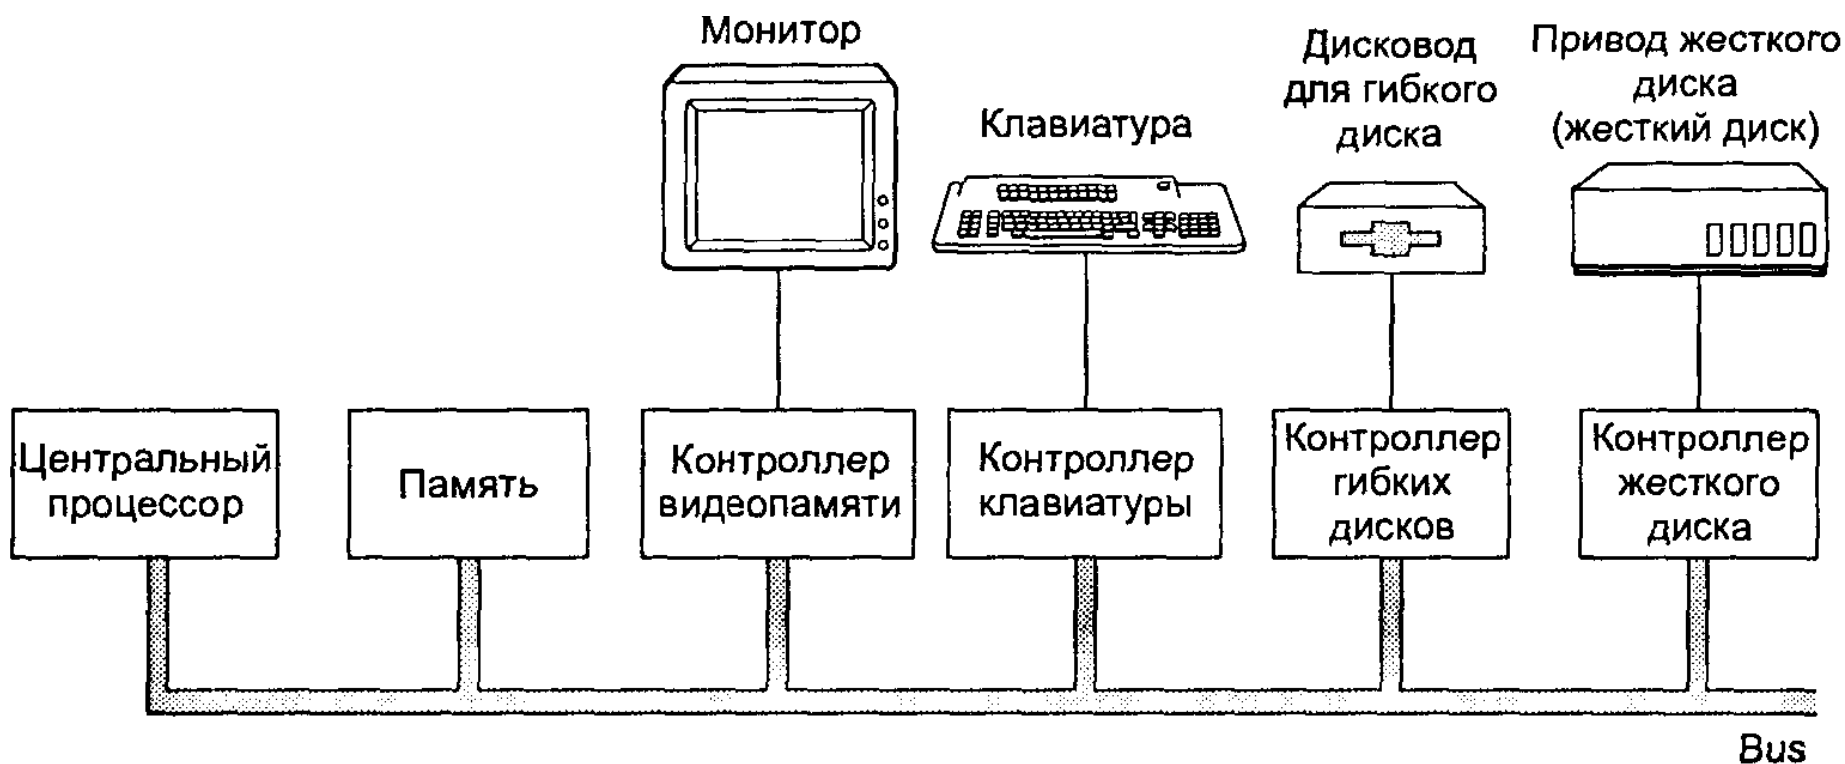 Монитор
Клавиатура
Дисковод
для гибкого
диска
Привод жесткого
диска
(жесткий диск)
Центральный
процессор
Память
Контроллер
видеопамяти
Контроллер
клавиатуры
Контроллер
гибких
дисков
Контроллер
жесткого
диска
Bus